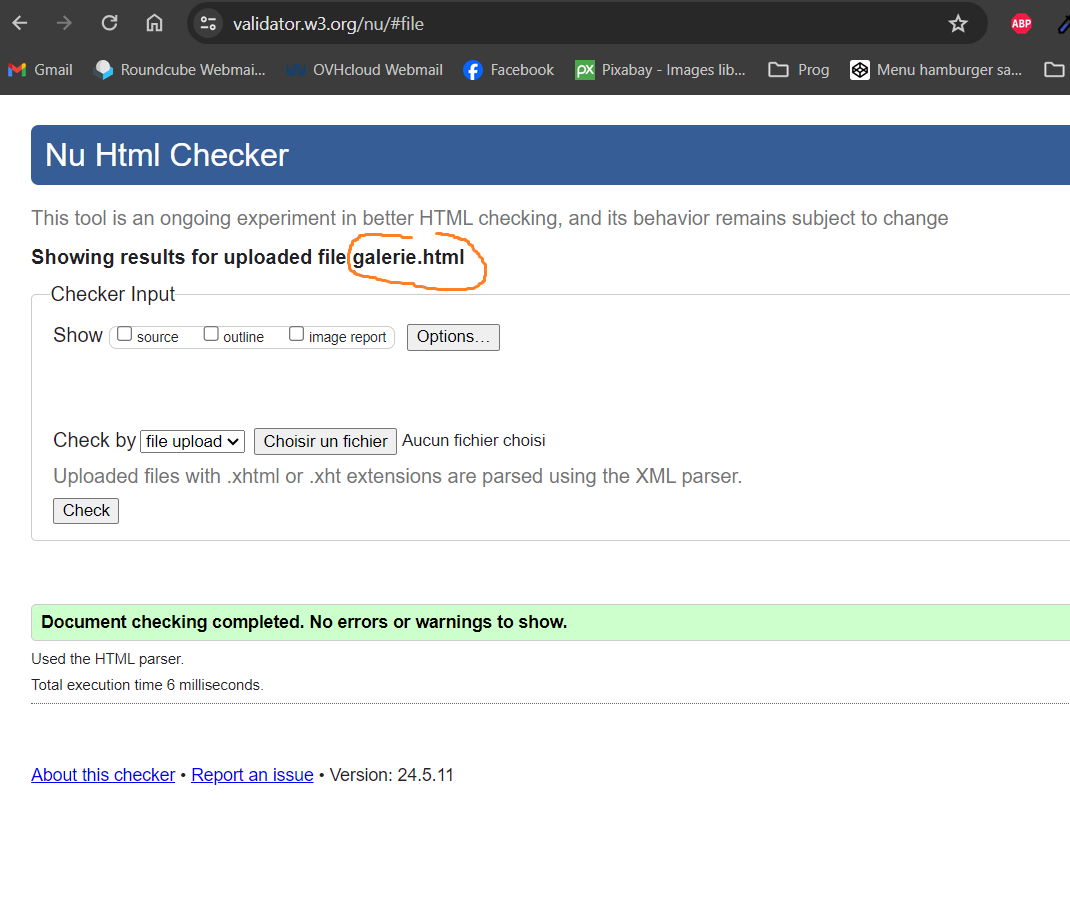 validator.w3.org/nu/#file
ABP
Gmail
Roundcube Webmai...
OVHcloud Webmail
Facebook
px
Pixabay - Images lib...
Prog
Menu hamburger sa...
Nu Html Checker
This tool is an ongoing experiment in better HTML checking, and its behavior remains subject to change
Showing results for uploaded file galerie.html
Checker Input
Show source outline image report Options...
Check by file upload Choisir un fichier Aucun fichier choisi
Uploaded files with .xhtml or .xht extensions are parsed using the XML parser.
Check
Document checking completed. No errors or warnings to show.
Used the HTML parser.
Total execution time 6 milliseconds.
About this checker • Report an issue • Version: 24.5.11